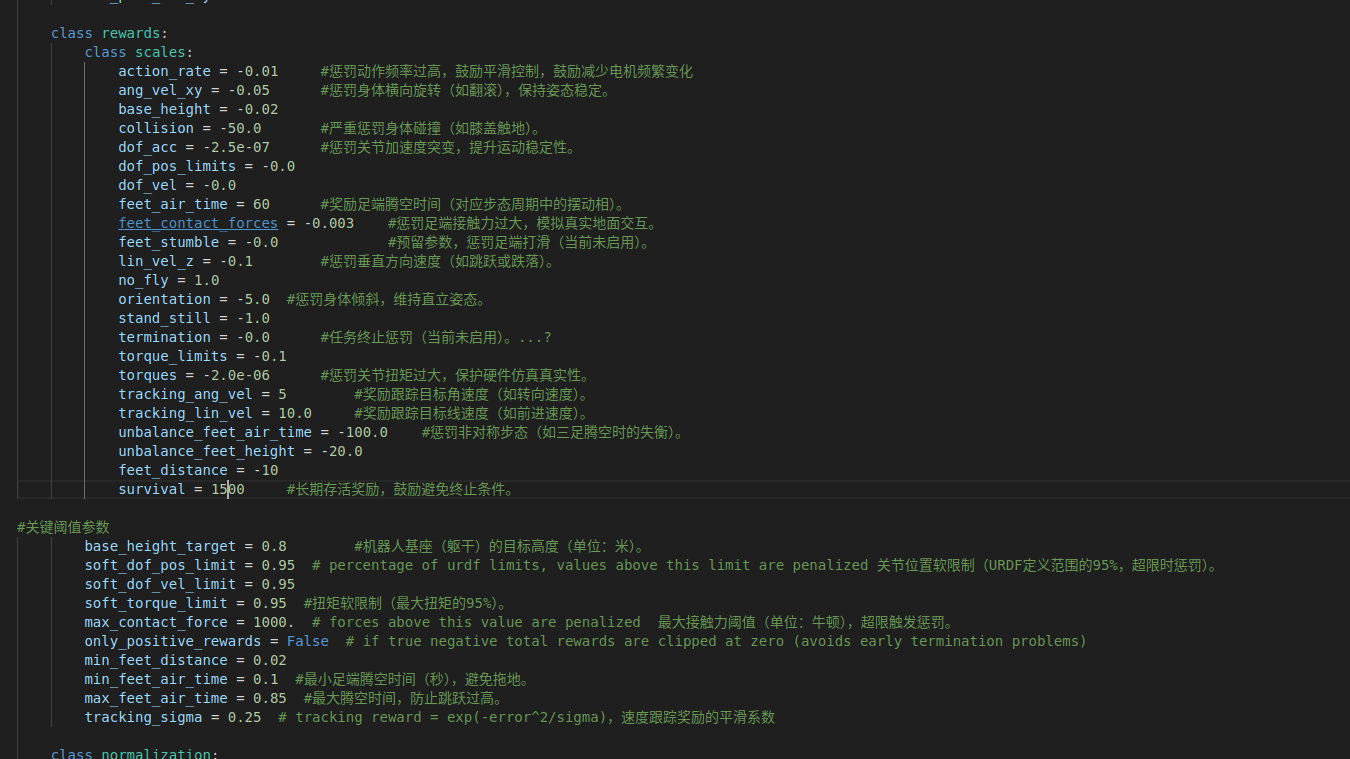 class rewards:
class scales:
action_rate = -0.01 #惩罚动作频率过高，鼓励平滑控制，鼓励减少电机频繁变化
ang_vel_xy = -0.05 #惩罚身体横向旋转（如翻滚），保持姿态稳定。
base_height = -0.02
collision = -50.0 #严重惩罚身体碰撞（如膝盖触地）。
dof_acc = -2.5e-07 #惩罚关节加速度突变，提升运动稳定性。
dof_pos_limits = -0.0
dof_vel = -0.0
feet_air_time = 60 #奖励足端腾空时间（对应步态周期中的摆动相）。
feet_contact_forces = -0.003 #惩罚足端接触力过大，模拟真实地面交互。
feet_stumble = -0.0 #预留参数，惩罚足端打滑（当前未启用）。
lin_vel_z = -0.1 #惩罚垂直方向速度（如跳跃或跌落）。
no_fly = 1.0
orientation = -5.0 #惩罚身体倾斜，维持直立姿态。
stand_still = -1.0
termination = -0.0 #任务终止惩罚（当前未启用）。...?
torque_limits = -0.1
torques = -2.0e-06 #惩罚关节扭矩过大，保护硬件仿真真实性。
tracking_ang_vel = 5 #奖励跟踪目标角速度（如转向速度）。
tracking_lin_vel = 10.0 #奖励跟踪目标线速度（如前进速度）。
unbalance_feet_air_time = -100.0 #惩罚非对称步态（如三足腾空时的失衡）。
unbalance_feet_height = -20.0
feet_distance = -10
survival = 1500 #长期存活奖励，鼓励避免终止条件。
#关键阈值参数
base_height_target = 0.8 #机器人基座（躯干）的目标高度（单位：米）。
soft_dof_pos_limit = 0.95 # percentage of urdf limits, values above this limit are penalized 关节位置软限制（URDF定义范围的95%，超限时惩罚）。
soft_dof_vel_limit = 0.95
soft_torque_limit = 0.95 #扭矩软限制（最大扭矩的95%）。
max_contact_force = 1000. # forces above this value are penalized 最大接触力阈值（单位：牛顿），超限触发惩罚。
only_positive_rewards = False # if true negative total rewards are clipped at zero (avoids early termination problems)
min_feet_distance = 0.02
min_feet_air_time = 0.1 #最小足端腾空时间（秒），避免拖地。
max_feet_air_time = 0.85 #最大腾空时间，防止跳跃过高。
tracking_sigma = 0.25 # tracking reward = exp(-error^2/sigma)，速度跟踪奖励的平滑系数
class normalization: